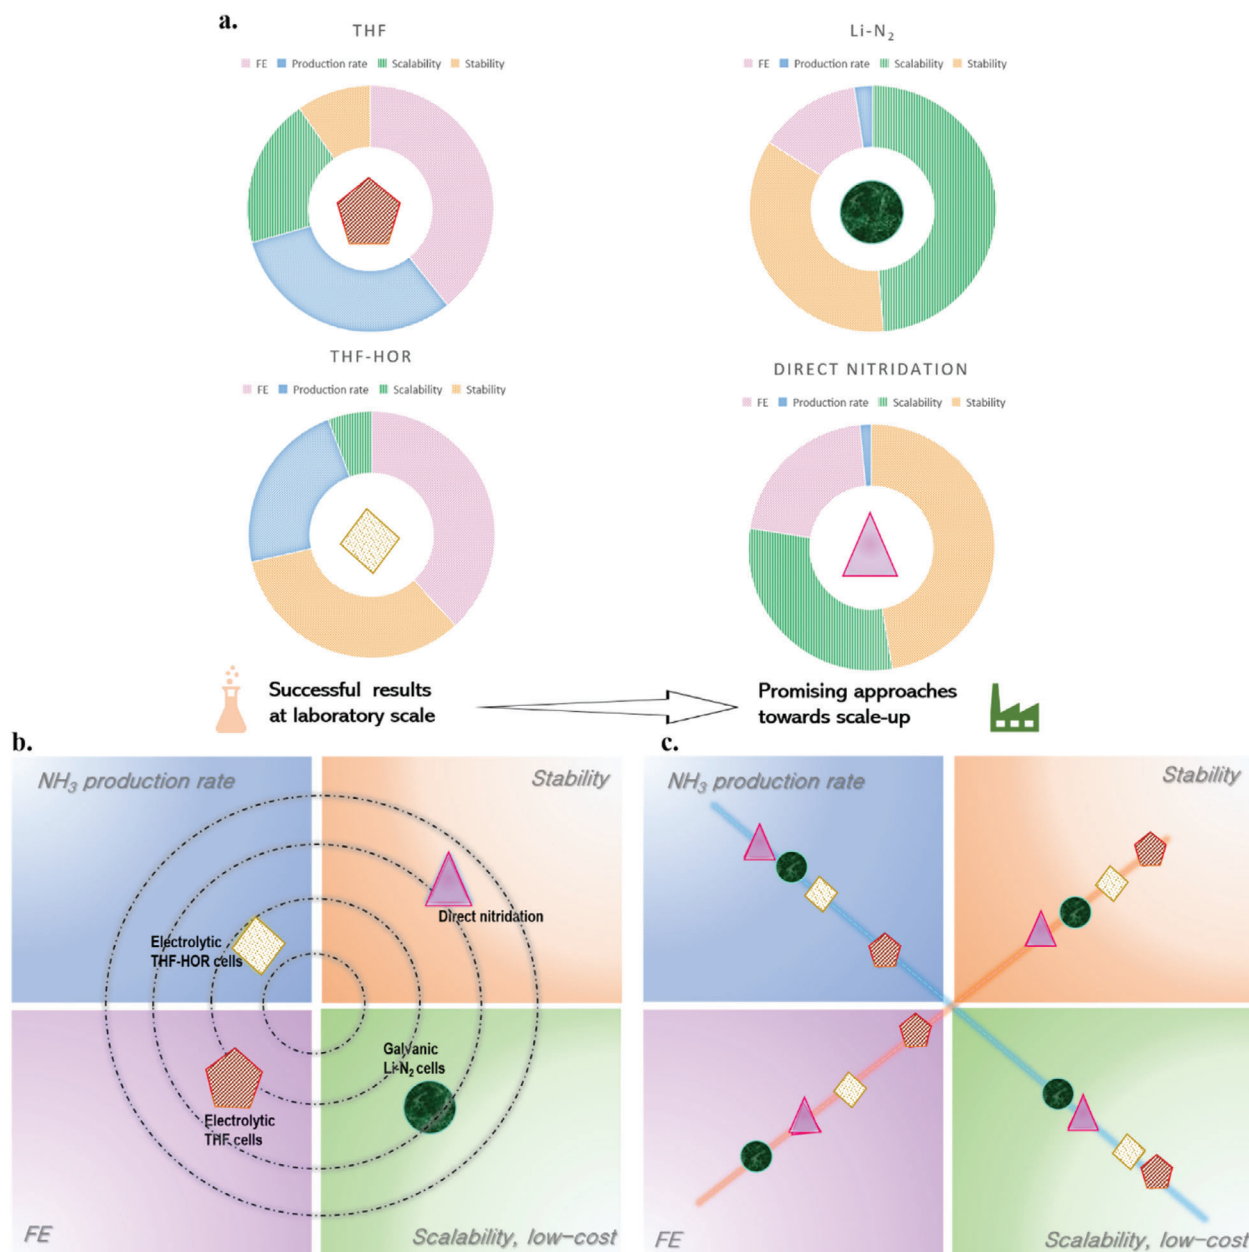 a.
THF
FE Production rate Scalability Stability
Li-N₂
FE Production rate Scalability Stability
THF-HOR
FE Production rate Scalability Stability
DIRECT NITRIDATION
FE Production rate Scalability Stability
Successful results
at laboratory scale
Promising approaches
towards scale-up
b.
NH₃ production rate
Stability
Direct nitridation
Electrolytic
THF-HOR cells
Galvanic
Li-N₂ cells
Electrolytic
THF cells
FE
Scalability, low-cost
c.
NH₃ production rate
Stability
FE
Scalability, low-cost